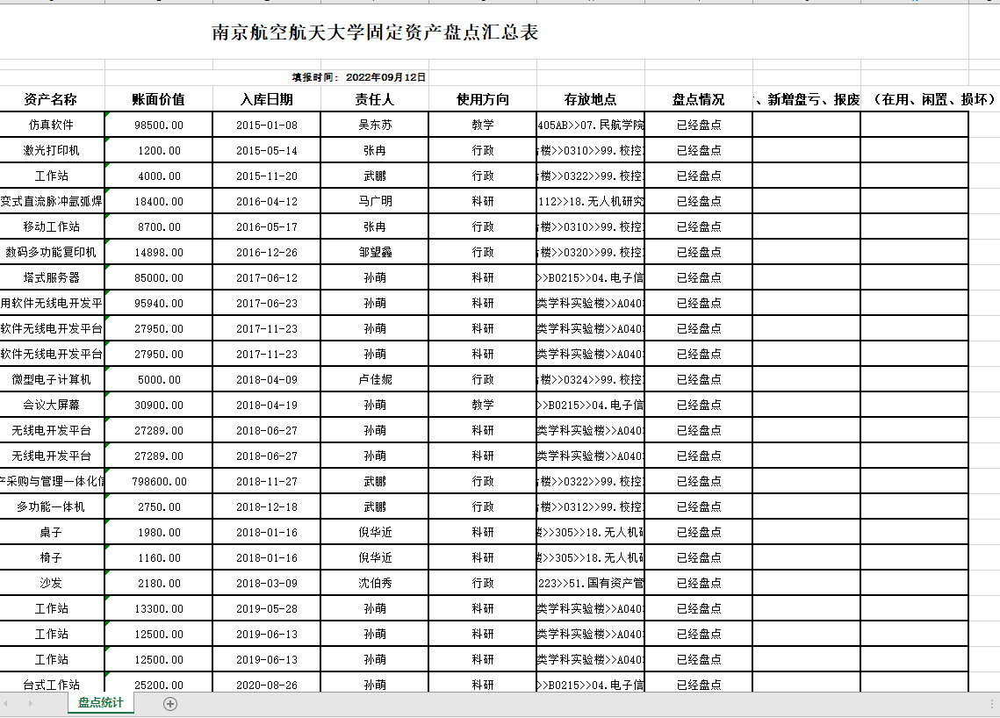 南京航空航天大学固定资产盘点汇总表
填报时间： 2022年09月12日
资产名称 账面价值 入库日期 责任人 使用方向 存放地点 盘点情况 、新增盘亏、报废 （在用、闲置、损坏）
仿真软件 98500.00 2015-01-08 吴东苏 教学 405AB>>07.民航学院 已经盘点
激光打印机 1200.00 2015-05-14 张冉 行政 楼>>0310>>99.校控 已经盘点
工作站 4000.00 2015-11-20 武鹏 行政 楼>>0322>>99.校控 已经盘点
变式直流脉冲氩弧焊 18400.00 2016-04-12 马广明 科研 112>>18.无人机研究 已经盘点
移动工作站 8700.00 2016-05-17 张冉 行政 楼>>0310>>99.校控 已经盘点
数码多功能复印机 14898.00 2016-12-26 邹望蠡 行政 楼>>0320>>99.校控 已经盘点
塔式服务器 85000.00 2017-06-12 孙萌 科研 >>B0215>>04.电子信 已经盘点
用软件无线电开发平 95940.00 2017-06-23 孙萌 科研 类学科实验楼>>A040 已经盘点
软件无线电开发平台 27950.00 2017-11-23 孙萌 科研 类学科实验楼>>A040 已经盘点
软件无线电开发平台 27950.00 2017-11-23 孙萌 科研 类学科实验楼>>A040 已经盘点
微型电子计算机 5000.00 2018-04-09 卢佳妮 行政 楼>>0324>>99.校控 已经盘点
会议大屏幕 30900.00 2018-04-19 孙萌 教学 >>B0215>>04.电子信 已经盘点
无线电开发平台 27289.00 2018-06-27 孙萌 科研 类学科实验楼>>A040 已经盘点
无线电开发平台 27289.00 2018-06-27 孙萌 科研 类学科实验楼>>A040 已经盘点
产采购与管理一体化信 798600.00 2018-11-27 武鹏 行政 楼>>0322>>99.校控 已经盘点
多功能一体机 2750.00 2018-12-18 武鹏 行政 楼>>0312>>99.校控 已经盘点
桌子 1980.00 2018-01-16 倪华近 科研 楼>>305>>18.无人机研 已经盘点
椅子 1160.00 2018-01-16 倪华近 科研 楼>>305>>18.无人机研 已经盘点
沙发 2180.00 2018-03-09 沈伯秀 行政 223>>51.国有资产管 已经盘点
工作站 13300.00 2019-05-28 孙萌 科研 类学科实验楼>>A040 已经盘点
工作站 12500.00 2019-06-13 孙萌 科研 类学科实验楼>>A040 已经盘点
工作站 12500.00 2019-06-13 孙萌 科研 类学科实验楼>>A040 已经盘点
台式工作站 25200.00 2020-08-26 孙萌 科研 >>B0215>>04.电子信 已经盘点
盘点统计